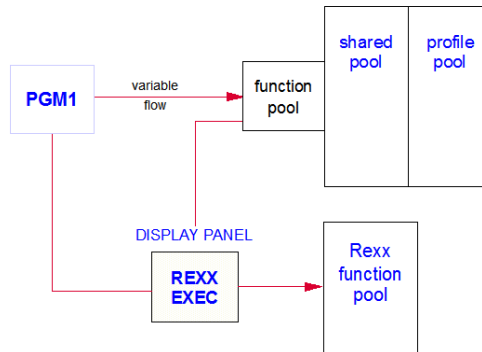 shared
pool
profile
pool
PGM1
variable
flow
function
pool
DISPLAY PANEL
REXX
EXEC
Rexx
function
pool